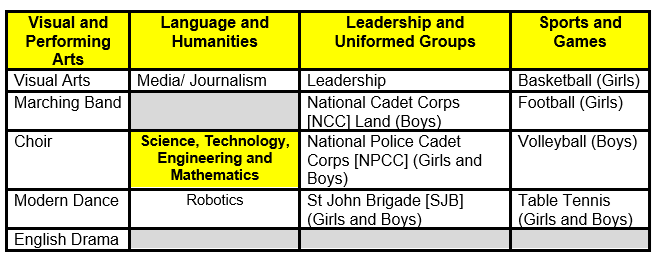 Visual and
Performing
Arts
Language and
Humanities
Leadership and
Uniformed Groups
Sports and
Games
Visual Arts
Media/ Journalism
Leadership
Basketball (Girls)
Marching Band
National Cadet Corps
[NCC] Land (Boys)
Football (Girls)
Choir
Science, Technology,
Engineering and
Mathematics
National Police Cadet
Corps [NPCC] (Girls and
Boys)
Volleyball (Boys)
Modern Dance
Robotics
St John Brigade [SJB]
(Girls and Boys)
Table Tennis
(Girls and Boys)
English Drama